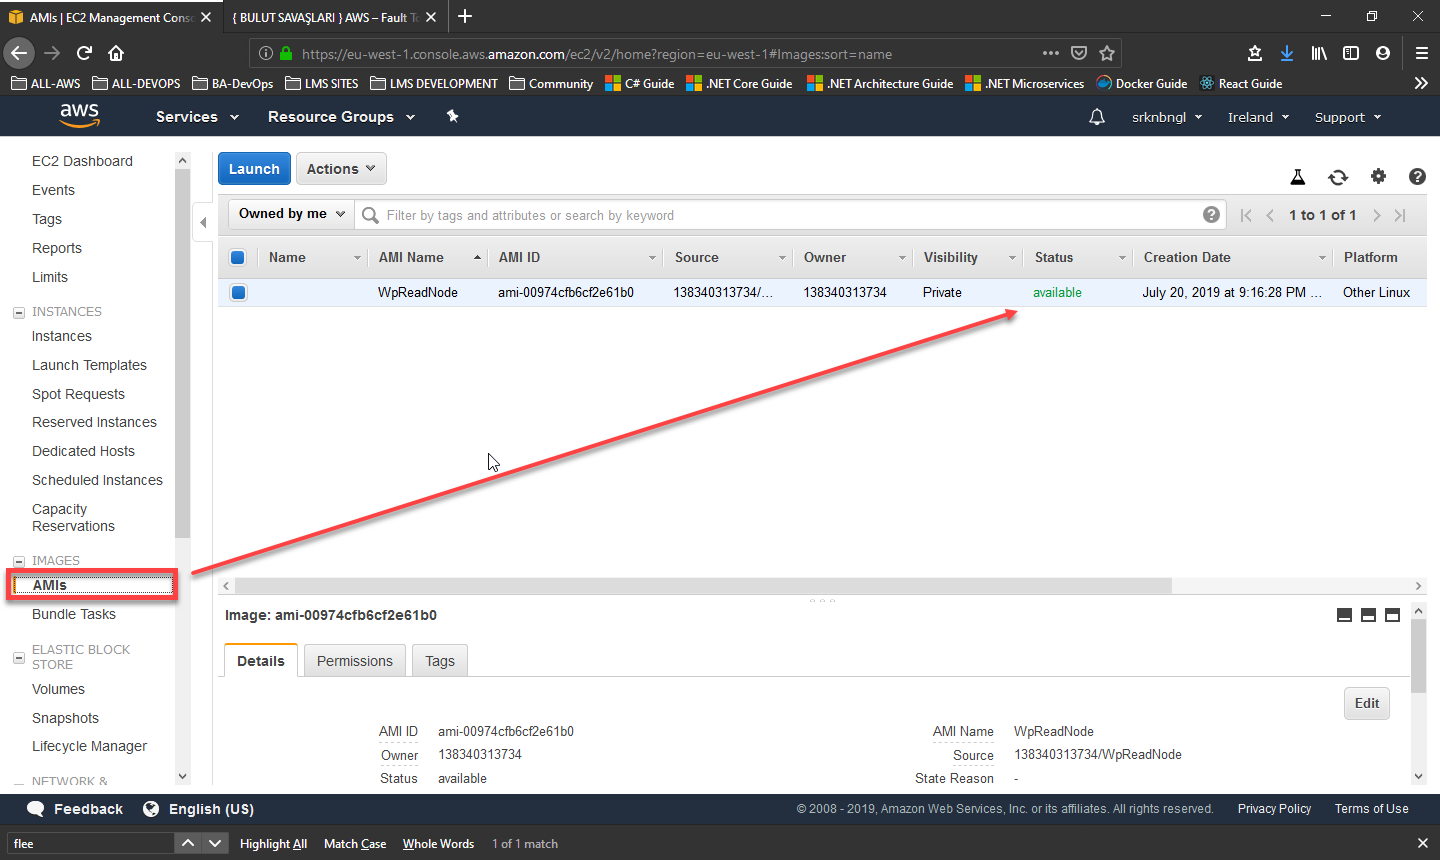 AMIs | EC2 Management Conso
{ BULUT SAVAŞLARI } AWS – Fault To
https://eu-west-1.console.aws.amazon.com/ec2/v2/home?region=eu-west-1#Images:sort=name
ALL-AWS
ALL-DEVOPS
BA-DevOps
LMS SITES
LMS DEVELOPMENT
Community
C# Guide
.NET Core Guide
.NET Architecture Guide
.NET Microservices
Docker Guide
React Guide
aws
Services
Resource Groups
srknbngl
Ireland
Support
EC2 Dashboard
Events
Tags
Reports
Limits
INSTANCES
Instances
Launch Templates
Spot Requests
Reserved Instances
Dedicated Hosts
Scheduled Instances
Capacity
Reservations
IMAGES
AMIs
Bundle Tasks
ELASTIC BLOCK
STORE
Volumes
Snapshots
Lifecycle Manager
NETWORK &
Launch
Actions
Owned by me
Filter by tags and attributes or search by keyword
1 to 1 of 1
Name AMI Name AMI ID Source Owner Visibility Status Creation Date Platform
WpReadNode ami-00974cfb6cf2e61b0 138340313734/... 138340313734 Private available July 20, 2019 at 9:16:28 PM ... Other Linux
Image: ami-00974cfb6cf2e61b0
Details
Permissions
Tags
Edit
AMI ID ami-00974cfb6cf2e61b0 AMI Name WpReadNode
Owner 138340313734 Source 138340313734/WpReadNode
Status available State Reason -
Feedback
English (US)
© 2008 - 2019, Amazon Web Services, Inc. or its affiliates. All rights reserved.
Privacy Policy
Terms of Use
flee
Highlight All
Match Case
Whole Words
1 of 1 match